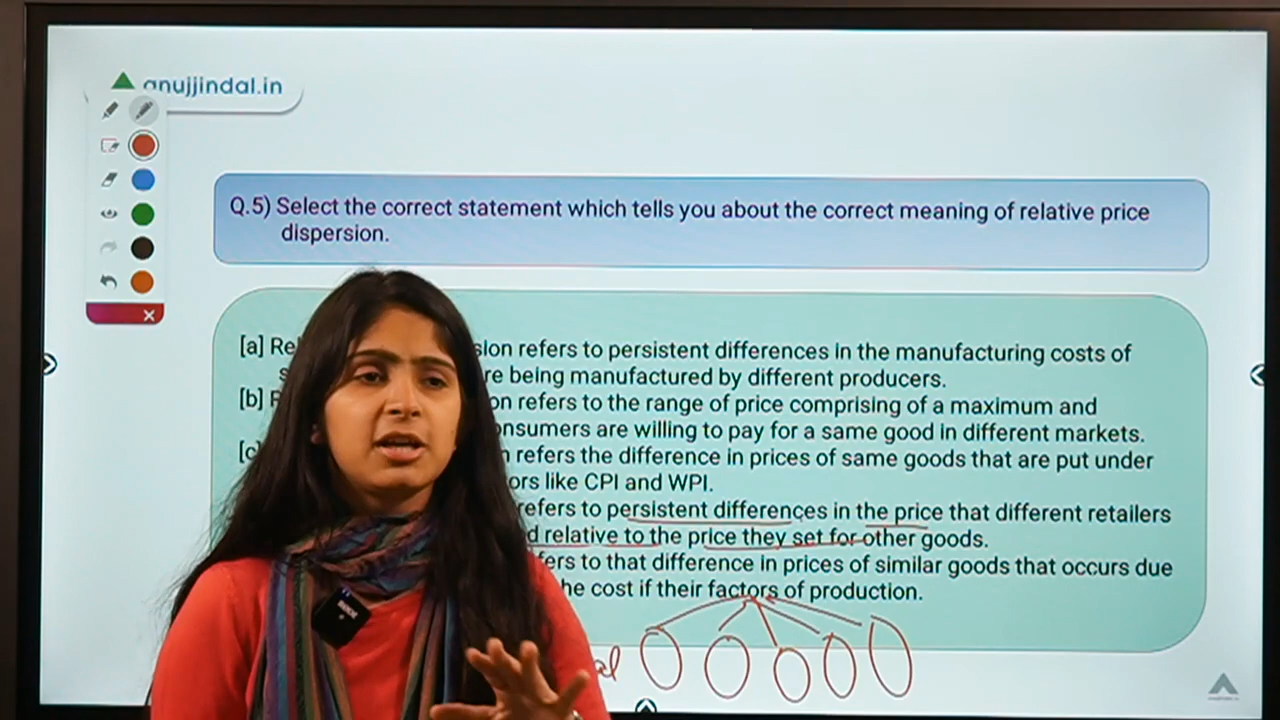 anujjindal.in
Q.5) Select the correct statement which tells you about the correct meaning of relative price
dispersion.
[a] Rel sion refers to persistent differences in the manufacturing costs of
re being manufactured by different producers.
[b] on refers to the range of price comprising of a maximum and
consumers are willing to pay for a same good in different markets.
refers the difference in prices of same goods that are put under
ors like CPI and WPI.
refers to persistent differences in the price that different retailers
relative to the price they set for other goods.
refers to that difference in prices of similar goods that occurs due
he cost if their factors of production.